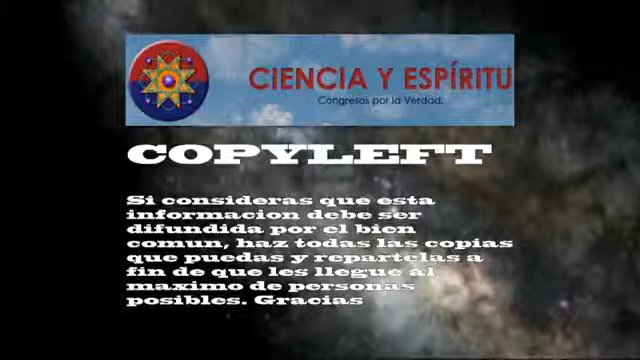 CIENCIA Y ESPÍRITU
Congresos por la Verdad.
COPYLEFT
Si consideras que esta
informacion debe ser
difundida por el bien
comun, haz todas las copias
que puedas y repartelas a
fin de que les llegue al
maximo de personas
posibles. Gracias